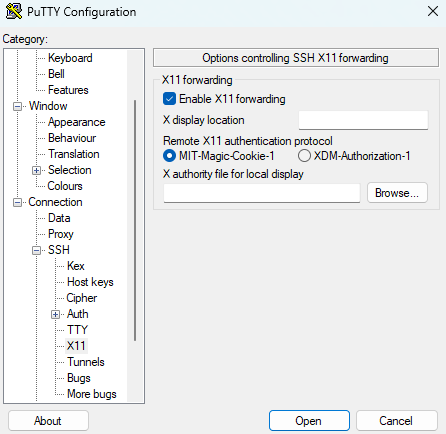 PuTTY Configuration
Category:
Keyboard
Bell
Features
Window
Appearance
Behaviour
Translation
Selection
Colours
Connection
Data
Proxy
SSH
Kex
Host keys
Cipher
Auth
TTY
X11
Tunnels
Bugs
More bugs
Options controlling SSH X11 forwarding
X11 forwarding
Enable X11 forwarding
X display location
Remote X11 authentication protocol
MIT-Magic-Cookie-1 XDM-Authorization-1
X authority file for local display
Browse...
About Open Cancel